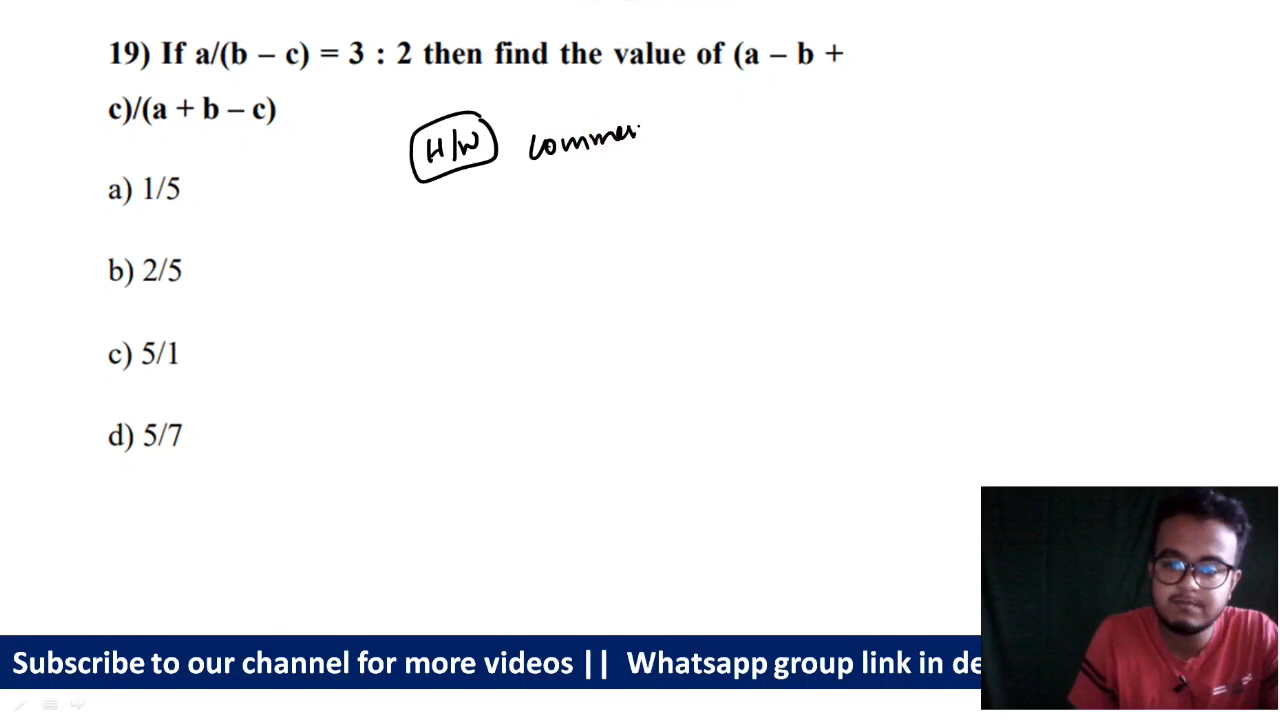 19) If a/(b – c) = 3 : 2 then find the value of (a – b +
c)/(a + b – c)
H/W commen
a) 1/5
b) 2/5
c) 5/1
d) 5/7
Subscribe to our channel for more videos || Whatsapp group link in de